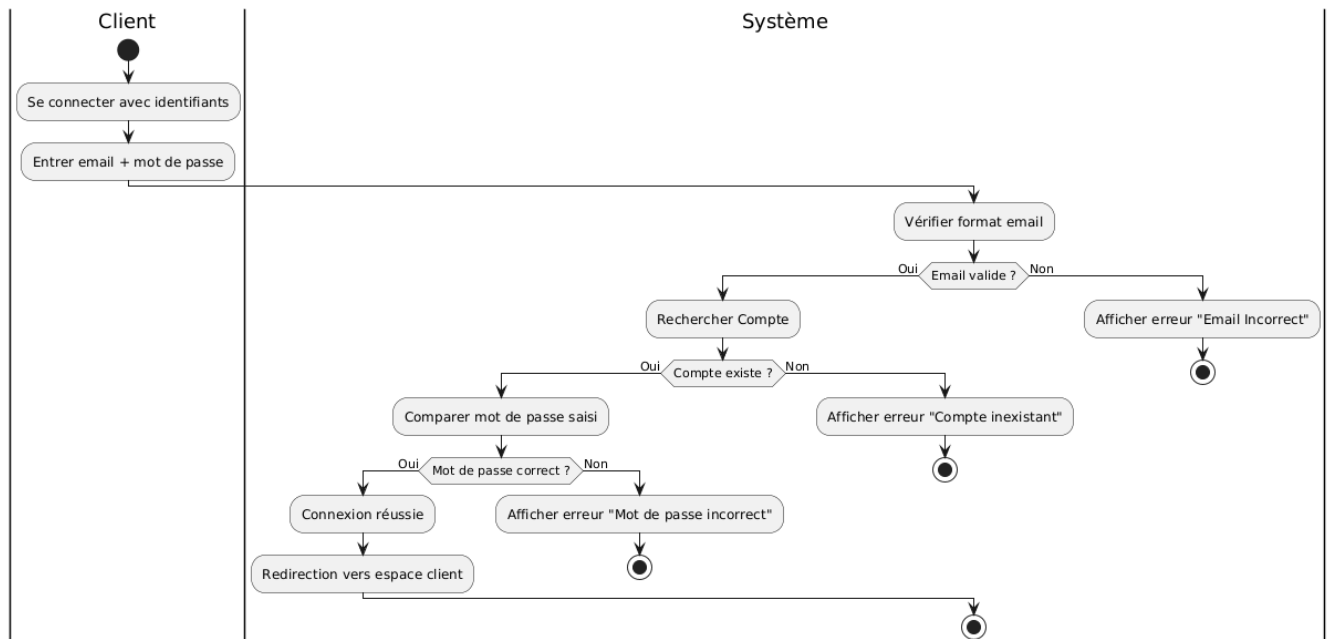 Client
Système
Se connecter avec identifiants
Entrer email + mot de passe
Vérifier format email
Oui
Email valide ?
Non
Rechercher Compte
Afficher erreur "Email Incorrect"
Oui
Compte existe ?
Non
Comparer mot de passe saisi
Afficher erreur "Compte inexistant"
Oui
Mot de passe correct ?
Non
Connexion réussie
Afficher erreur "Mot de passe incorrect"
Redirection vers espace client